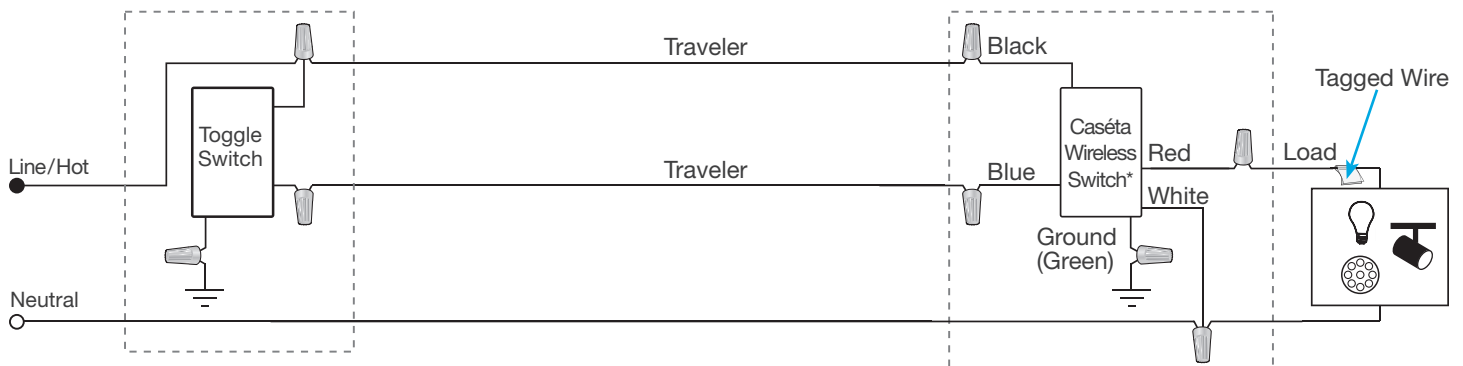 Traveler
Black
Tagged Wire
Toggle
Switch
Caséta
Wireless
Switch*
Line/Hot
Traveler
Blue
Red
Load
White
Ground
(Green)
Neutral